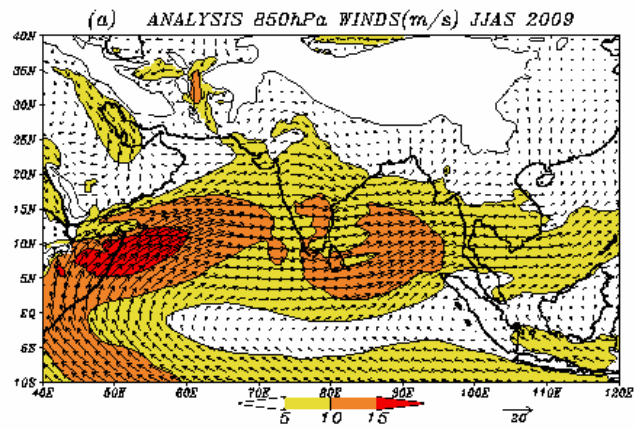 (a) ANALYSIS 850hPa WINDS(m/s) JJAS 2009
40N
35N
30N
25N
20N
15N
10N
5N
EQ
5S
10S
40E 50E 60E 70E 80E 90E 100E 110E 120E
5 10 15
20